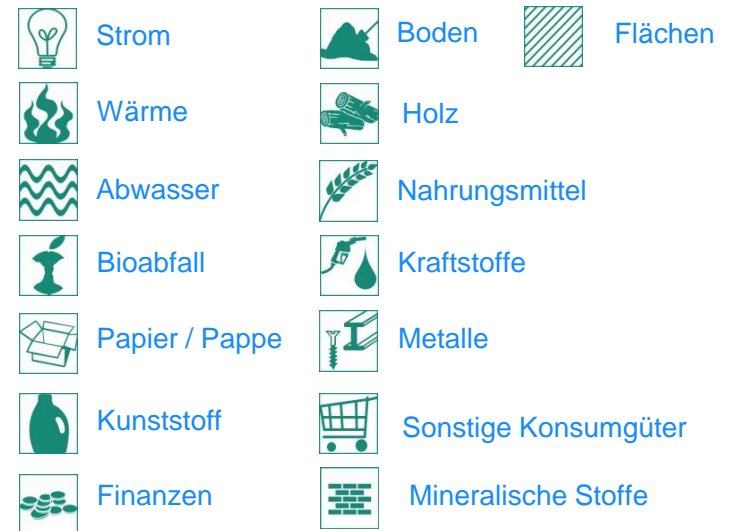 Strom
Boden
Flächen
Wärme
Holz
Abwasser
Nahrungsmittel
Bioabfall
Kraftstoffe
Papier / Pappe
Metalle
Kunststoff
Sonstige Konsumgüter
Finanzen
Mineralische Stoffe